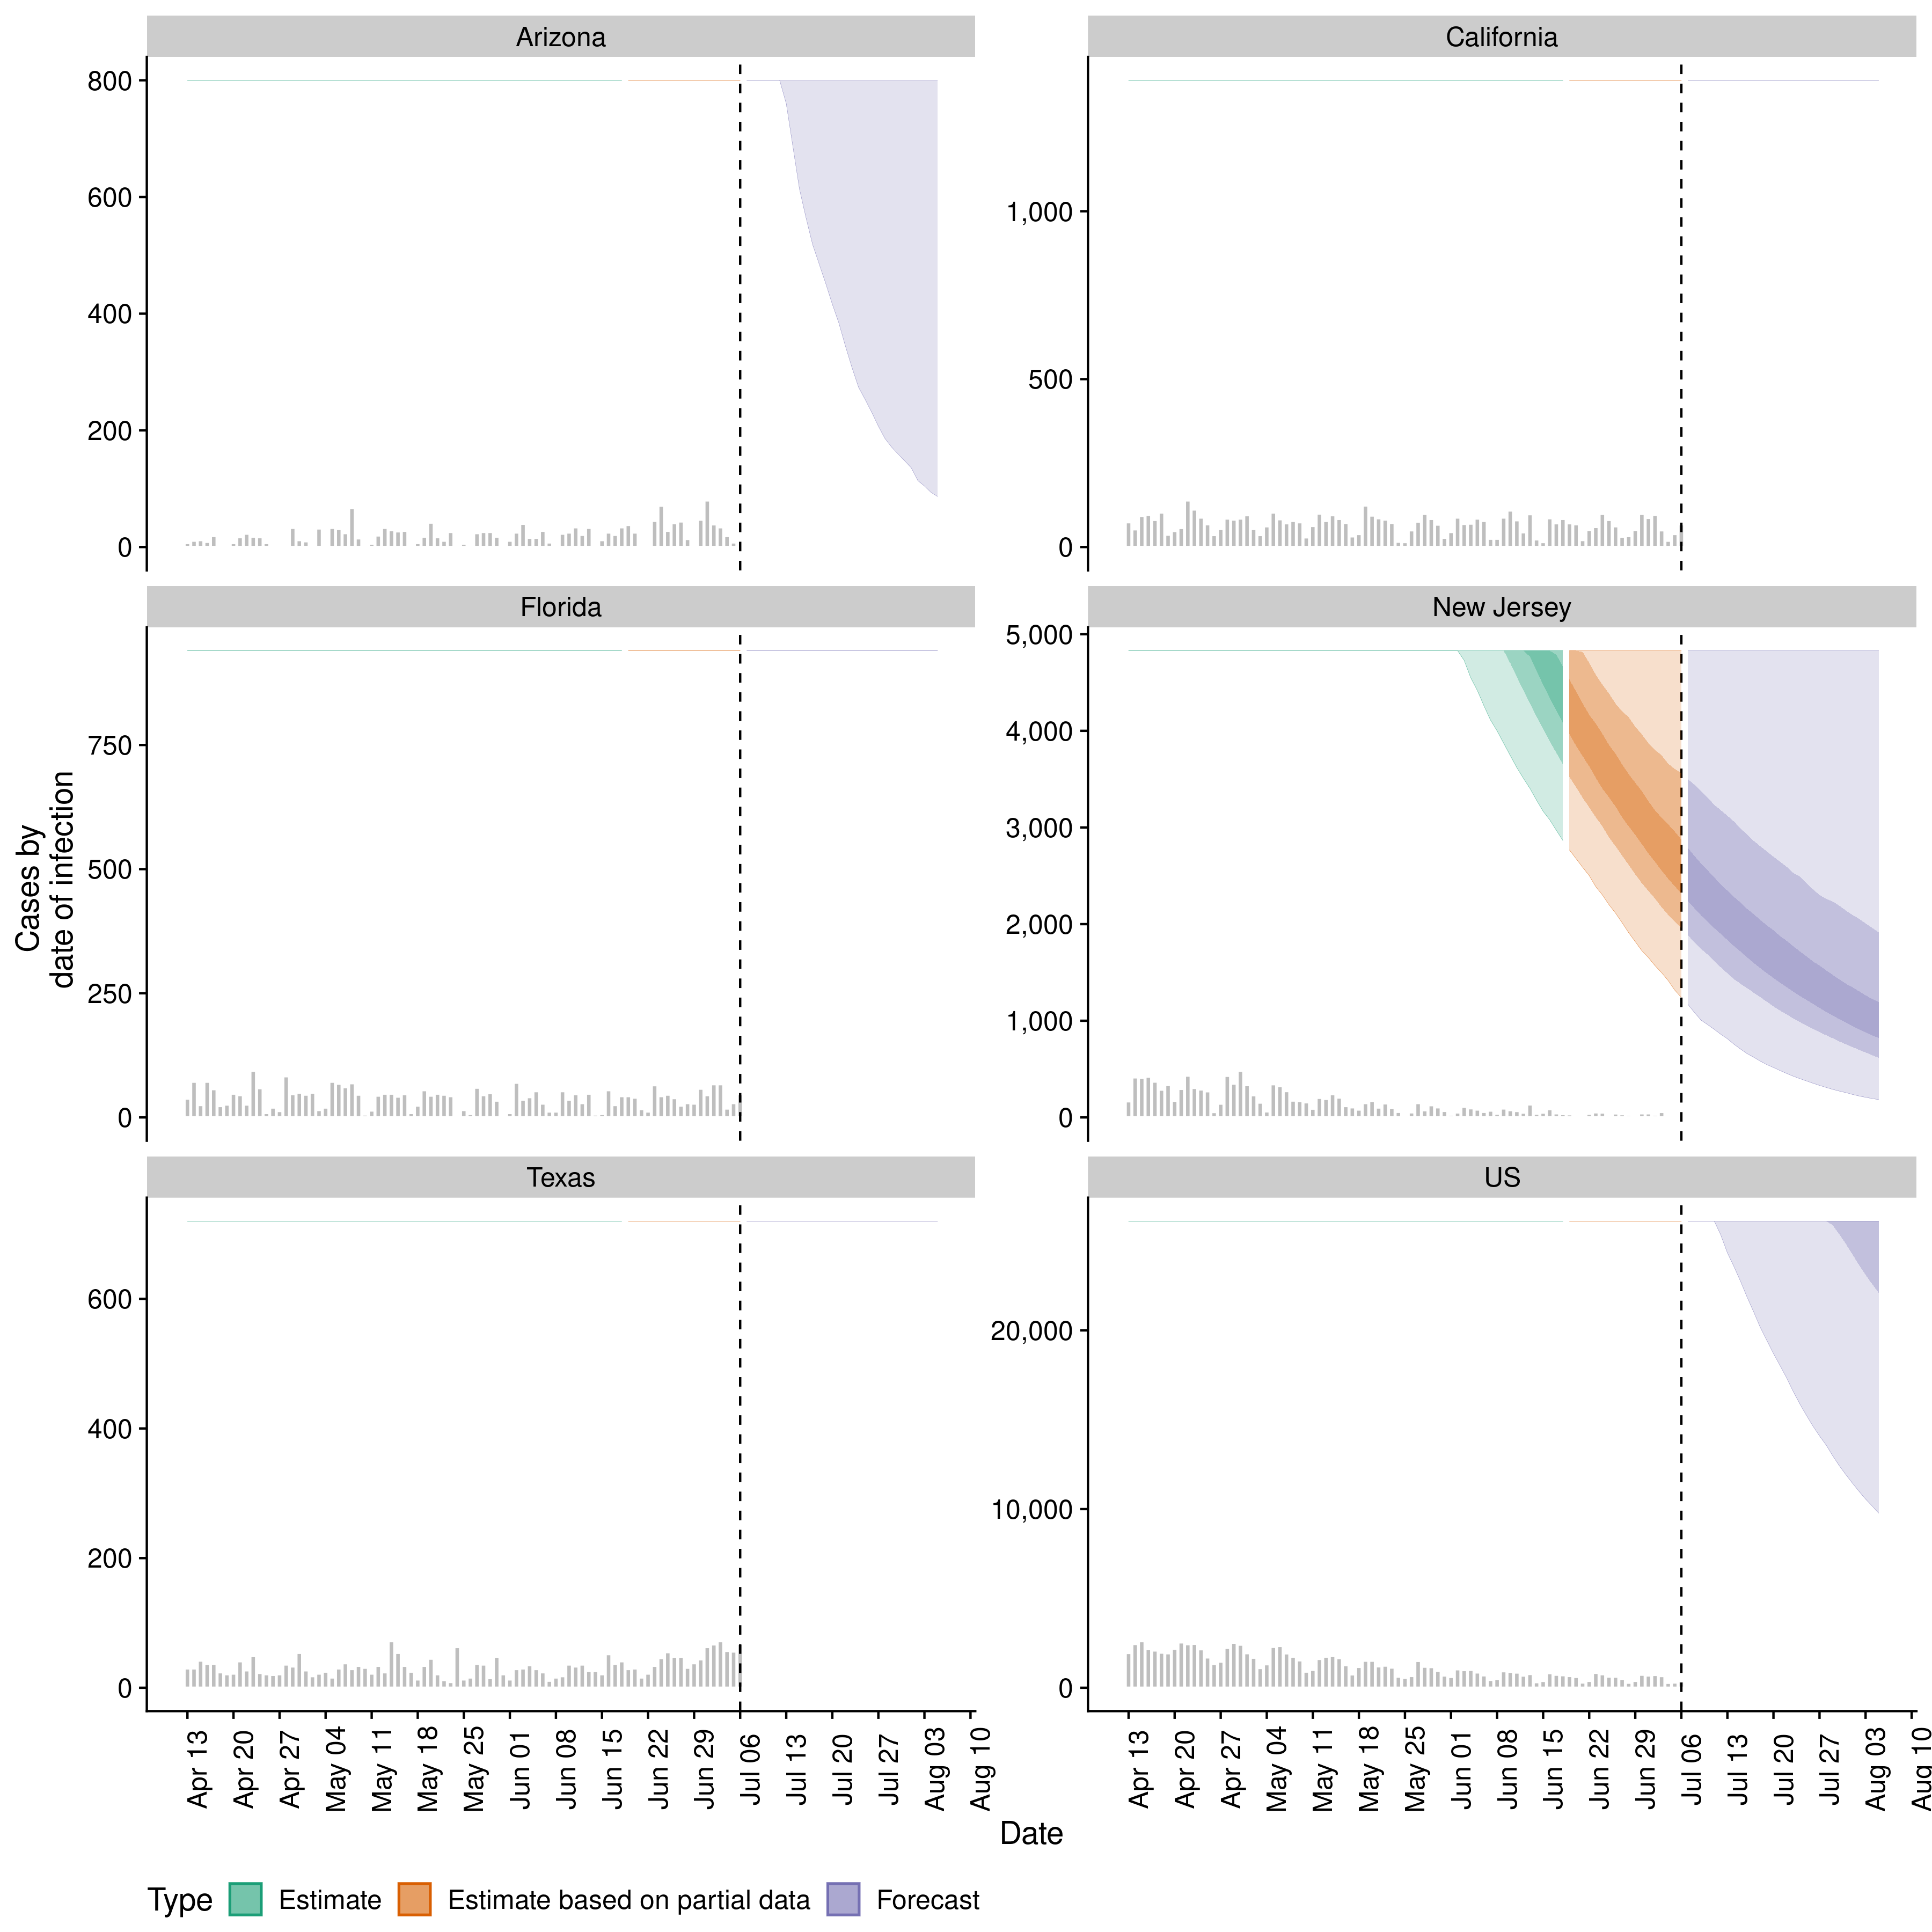 Arizona
California
800
600
400
200
0
1,000
500
0
Florida
New Jersey
750
500
250
0
5,000
4,000
3,000
2,000
1,000
0
Cases by
date of infection
Texas
US
600
400
200
0
20,000
10,000
0
Apr 13
Apr 20
Apr 27
May 04
May 11
May 18
May 25
Jun 01
Jun 08
Jun 15
Jun 22
Jun 29
Jul 06
Jul 13
Jul 20
Jul 27
Aug 03
Aug 10
Apr 13
Apr 20
Apr 27
May 04
May 11
May 18
May 25
Jun 01
Jun 08
Jun 15
Jun 22
Jun 29
Jul 06
Jul 13
Jul 20
Jul 27
Aug 03
Aug 10
Date
Type Estimate Estimate based on partial data Forecast